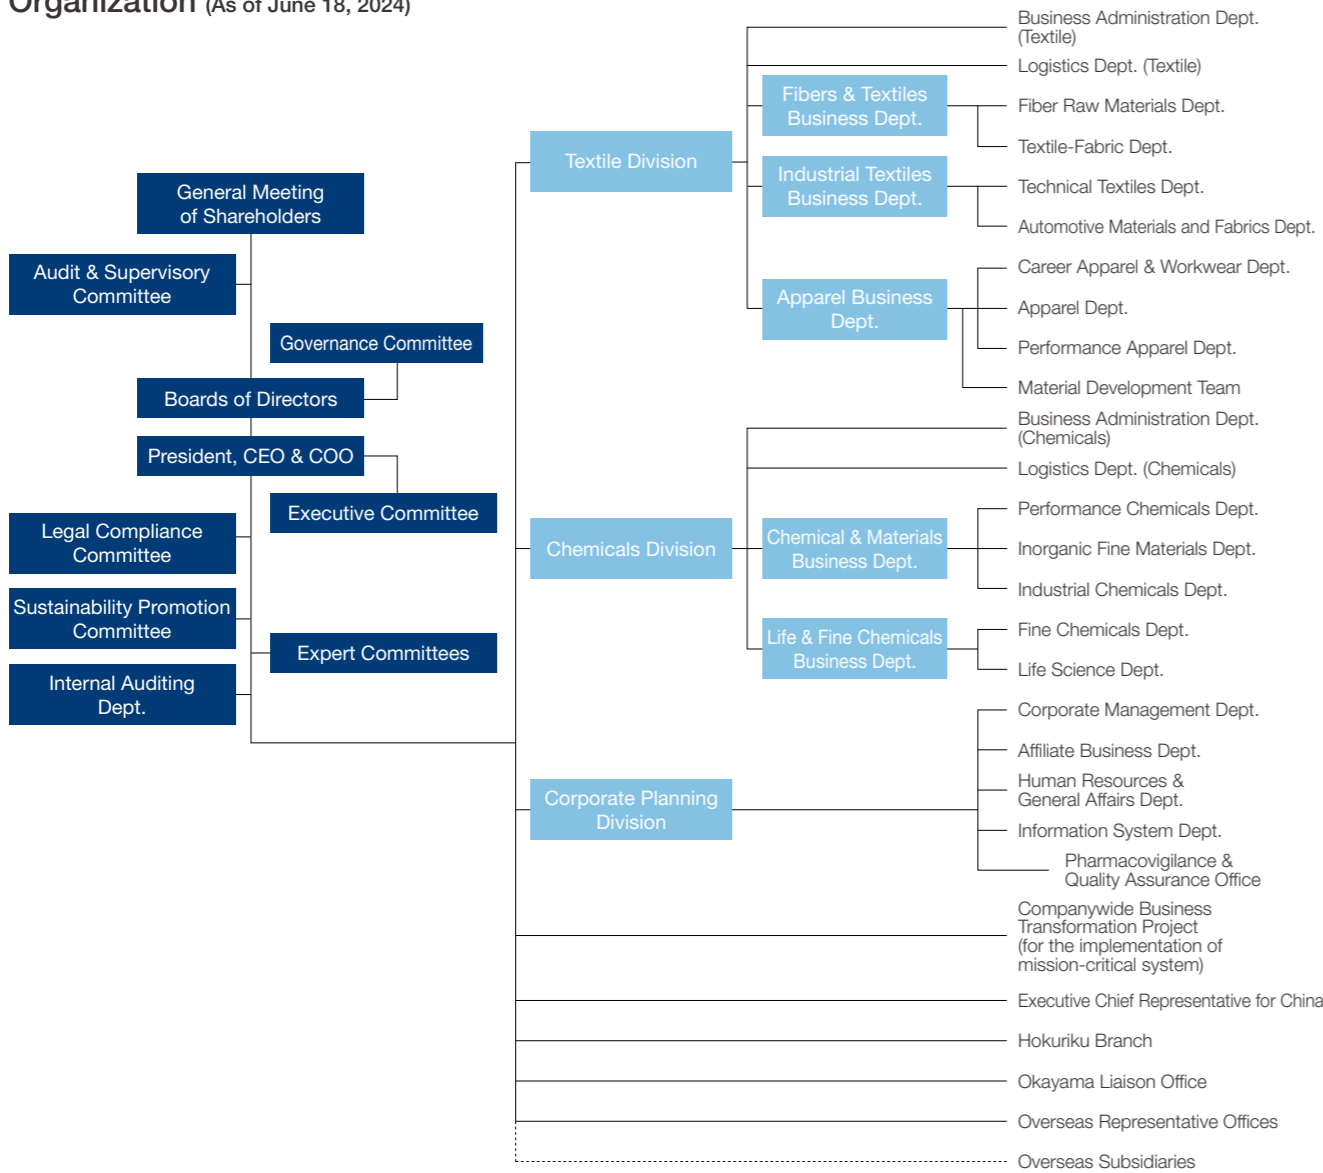 Organization (As of June 18, 2024)
General Meeting
of Shareholders
Audit & Supervisory
Committee
Governance Committee
Boards of Directors
President, CEO & COO
Executive Committee
Legal Compliance
Committee
Sustainability Promotion
Committee
Expert Committees
Internal Auditing
Dept.
Textile Division
Business Administration Dept.
(Textile)
Logistics Dept. (Textile)
Fibers & Textiles
Business Dept.
Fiber Raw Materials Dept.
Textile-Fabric Dept.
Industrial Textiles
Business Dept.
Technical Textiles Dept.
Automotive Materials and Fabrics Dept.
Apparel Business
Dept.
Career Apparel & Workwear Dept.
Apparel Dept.
Performance Apparel Dept.
Material Development Team
Chemicals Division
Business Administration Dept.
(Chemicals)
Logistics Dept. (Chemicals)
Chemical & Materials
Business Dept.
Performance Chemicals Dept.
Inorganic Fine Materials Dept.
Industrial Chemicals Dept.
Life & Fine Chemicals
Business Dept.
Fine Chemicals Dept.
Life Science Dept.
Corporate Planning
Division
Corporate Management Dept.
Affiliate Business Dept.
Human Resources &
General Affairs Dept.
Information System Dept.
Pharmacovigilance &
Quality Assurance Office
Companywide Business
Transformation Project
(for the implementation of
mission-critical system)
Executive Chief Representative for China
Hokuriku Branch
Okayama Liaison Office
Overseas Representative Offices
Overseas Subsidiaries